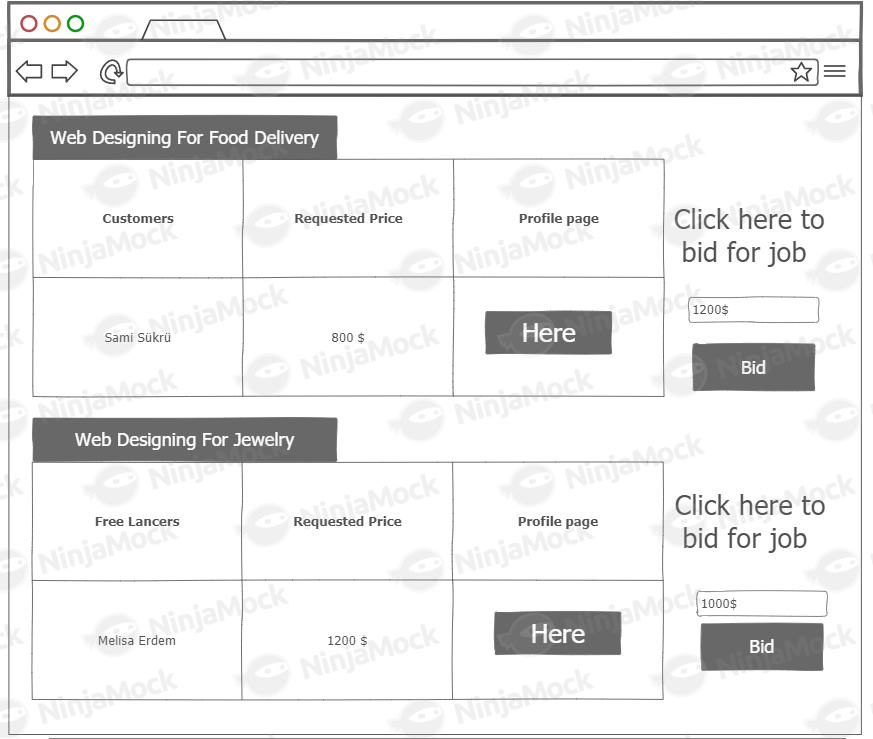 Web Designing For Food Delivery
Customers Requested Price Profile page
Click here to
bid for job
1200$
Sami Sükrü 800 $ Here
Bid
Web Designing For Jewelry
Free Lancers Requested Price Profile page
Click here to
bid for job
1000$
Melisa Erdem 1200 $ Here
Bid
NinjaMock